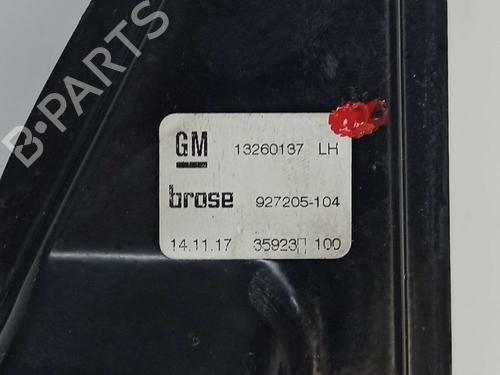 B-PARTS
GM 13260137 LH
brose 927205-104
14.11.17 35923 100